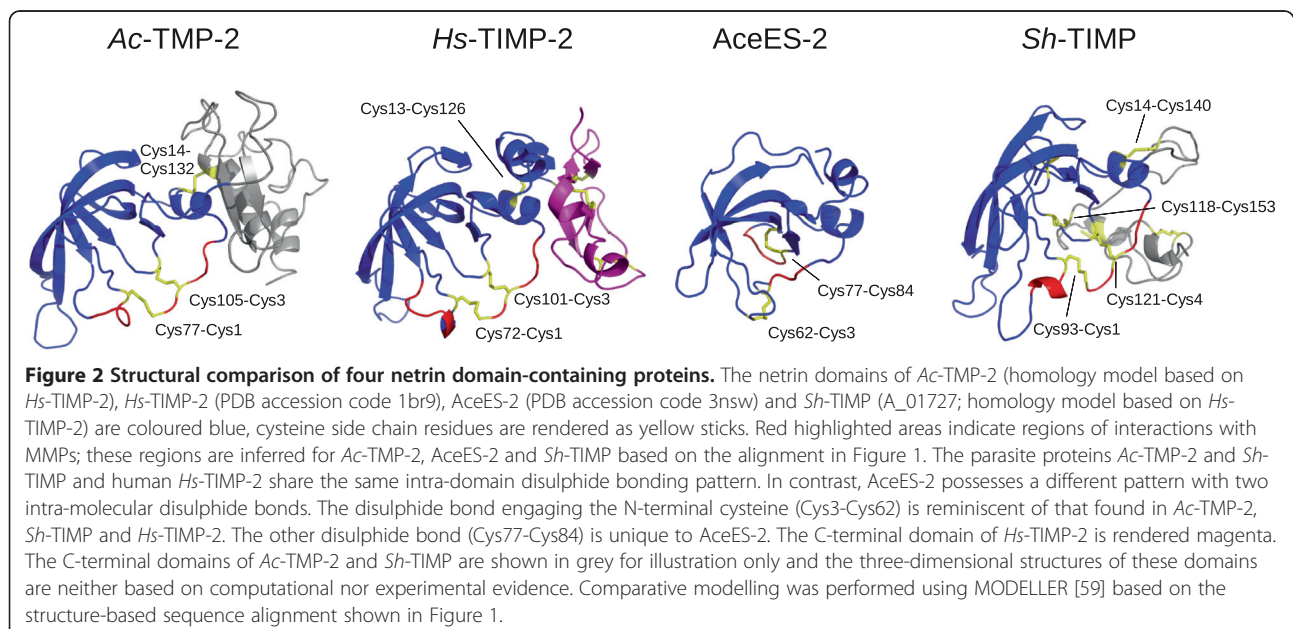 Ac-TMP-2 Hs-TIMP-2 AceES-2 Sh-TIMP
Cys14-
Cys132
Cys105-Cys3
Cys77-Cys1
Cys13-Cys126
Cys101-Cys3
Cys72-Cys1
Cys77-Cys84
Cys62-Cys3
Cys14-Cys140
Cys118-Cys153
Cys121-Cys4
Cys93-Cys1
Figure 2 Structural comparison of four netrin domain-containing proteins. The netrin domains of Ac-TMP-2 (homology model based on
Hs-TIMP-2), Hs-TIMP-2 (PDB accession code 1br9), AceES-2 (PDB accession code 3nsw) and Sh-TIMP (A_01727; homology model based on Hs-
TIMP-2) are coloured blue, cysteine side chain residues are rendered as yellow sticks. Red highlighted areas indicate regions of interactions with
MMPs; these regions are inferred for Ac-TMP-2, AceES-2 and Sh-TIMP based on the alignment in Figure 1. The parasite proteins Ac-TMP-2 and Sh-
TIMP and human Hs-TIMP-2 share the same intra-domain disulphide bonding pattern. In contrast, AceES-2 possesses a different pattern with two
intra-molecular disulphide bonds. The disulphide bond engaging the N-terminal cysteine (Cys3-Cys62) is reminiscent of that found in Ac-TMP-2,
Sh-TIMP and Hs-TIMP-2. The other disulphide bond (Cys77-Cys84) is unique to AceES-2. The C-terminal domain of Hs-TIMP-2 is rendered magenta.
The C-terminal domains of Ac-TMP-2 and Sh-TIMP are shown in grey for illustration only and the three-dimensional structures of these domains
are neither based on computational nor experimental evidence. Comparative modelling was performed using MODELLER [59] based on the
structure-based sequence alignment shown in Figure 1.